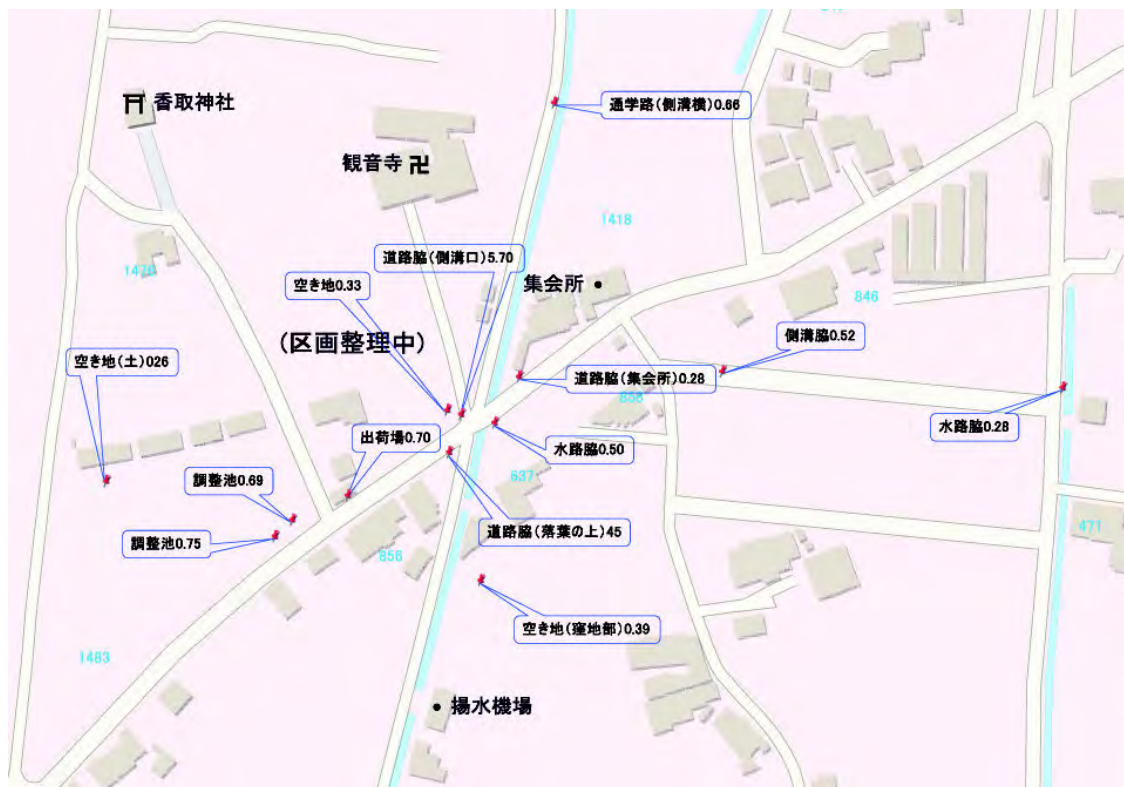 通学路(側溝横)0.66
香取神社
観音寺
1418
道路脇(側溝口)5.70
1476
空き地0.33
集会所
846
(区画整理中)
側溝脇0.52
空き地(土)026
道路脇(集会所)0.28
856
水路脇0.28
出荷場0.70
水路脇0.50
637
調整池0.69
道路脇(落葉の上)45
471
調整池0.75
856
空き地(窪地部)0.39
1483
揚水機場